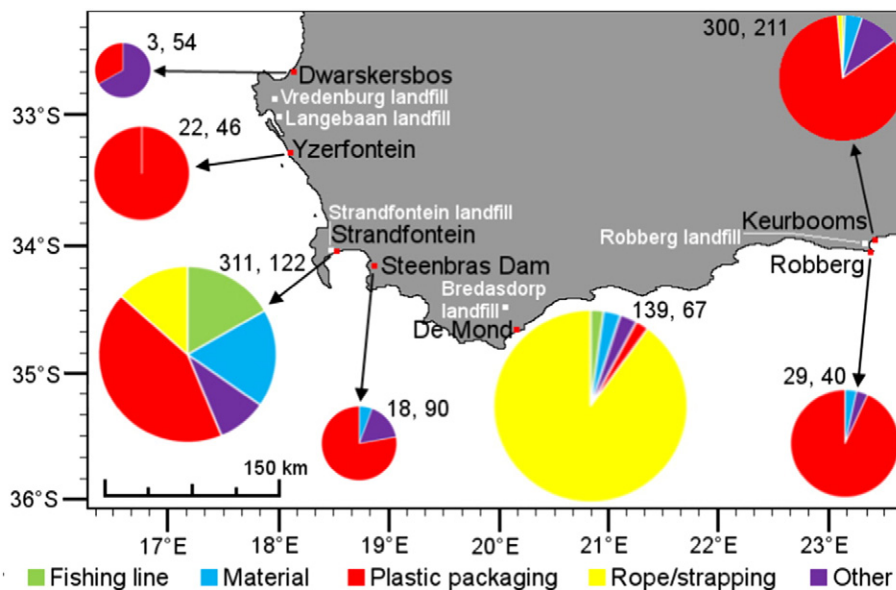 300, 211
3, 54
Dwarskersbos
Vredenburg landfill
33°S
Langebaan landfill
22, 46
Yzerfontein
Strandfontein landfill
Keurbooms
34°S
Strandfontein
Robberg landfill
311, 122
Steenbras Dam
Robberg
Bredasdorp
landfill
139, 67
De Mond
35°S
29, 40
18, 90
150 km
36°S
17°E
18°E
19°E
20°E
21°E
22°E
23°E
Fishing line
Material
Plastic packaging
Rope/strapping
Other